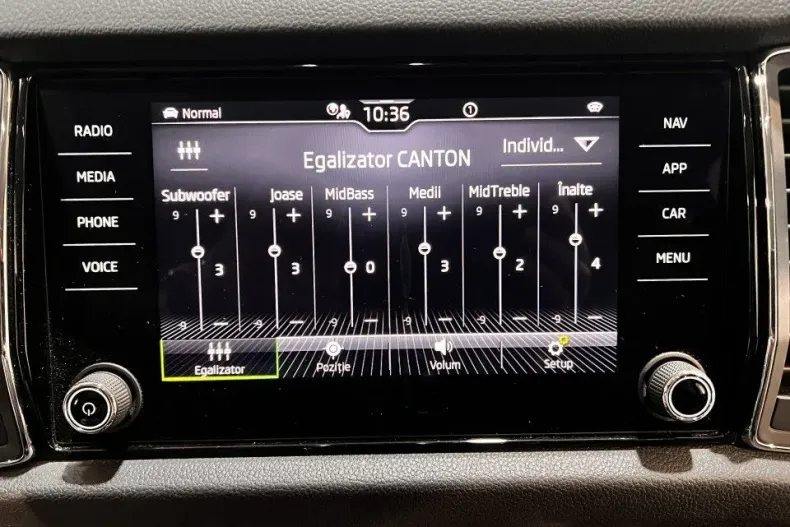 Normal 10:36 1
RADIO
MEDIA
PHONE
VOICE
NAV
APP
CAR
MENU
Egalizator CANTON
Individ...
Subwoofer Joase MidBass Medii MidTreble Înalte
9 + 9 + 9 + 9 + 9 + 9 +
3 3 0 3 2 4
-9 − -9 − -9 − -9 − -9 − -9 −
Egalizator Poziție Volum Setup